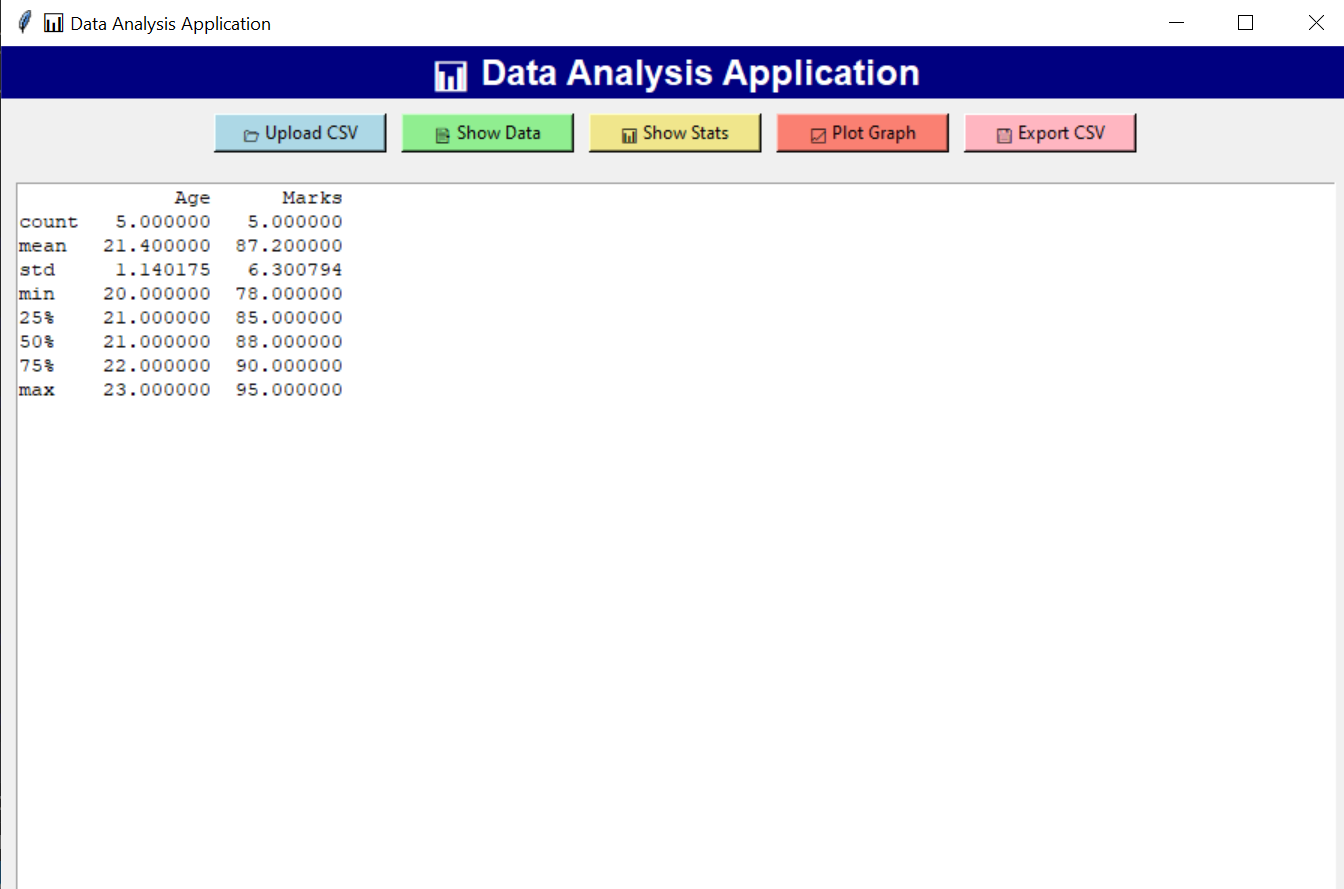 Data Analysis Application
Data Analysis Application
Upload CSV Show Data Show Stats Plot Graph Export CSV
Age Marks
count 5.000000 5.000000
mean 21.400000 87.200000
std 1.140175 6.300794
min 20.000000 78.000000
25% 21.000000 85.000000
50% 21.000000 88.000000
75% 22.000000 90.000000
max 23.000000 95.000000